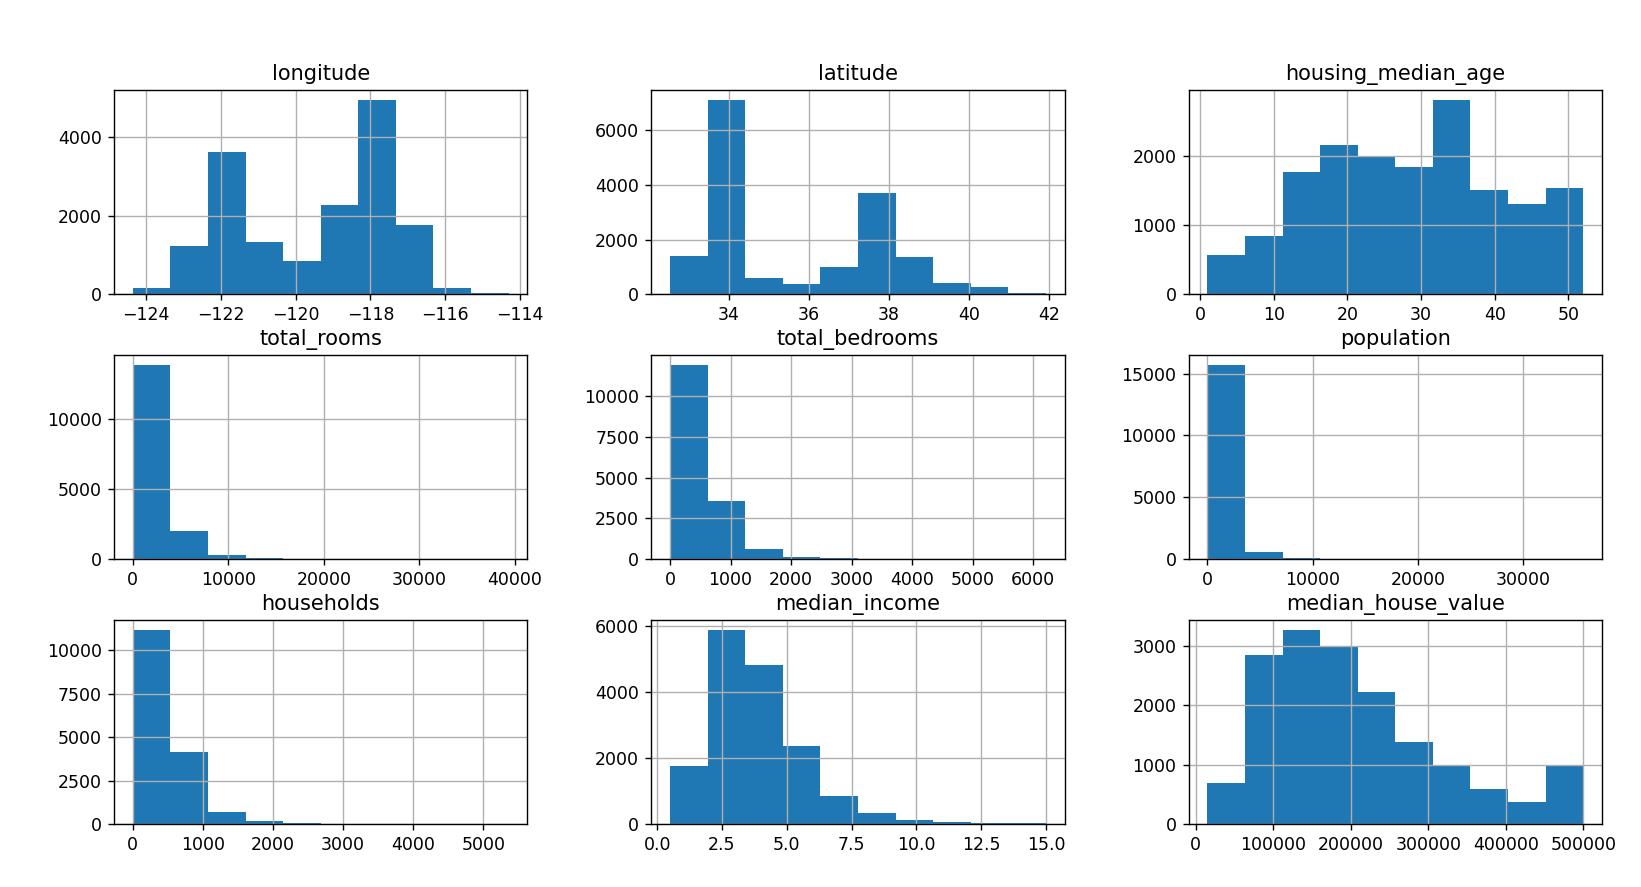 longitude
4000
2000
0
−124 −122 −120 −118 −116 −114
latitude
6000
4000
2000
0
34 36 38 40 42
housing_median_age
2000
1000
0
0 10 20 30 40 50
total_rooms
10000
5000
0
0 10000 20000 30000 40000
total_bedrooms
10000
7500
5000
2500
0
0 1000 2000 3000 4000 5000 6000
population
15000
10000
5000
0
0 10000 20000 30000
households
10000
7500
5000
2500
0
0 1000 2000 3000 4000 5000
median_income
6000
4000
2000
0
0.0 2.5 5.0 7.5 10.0 12.5 15.0
median_house_value
3000
2000
1000
0
0 100000 200000 300000 400000 500000